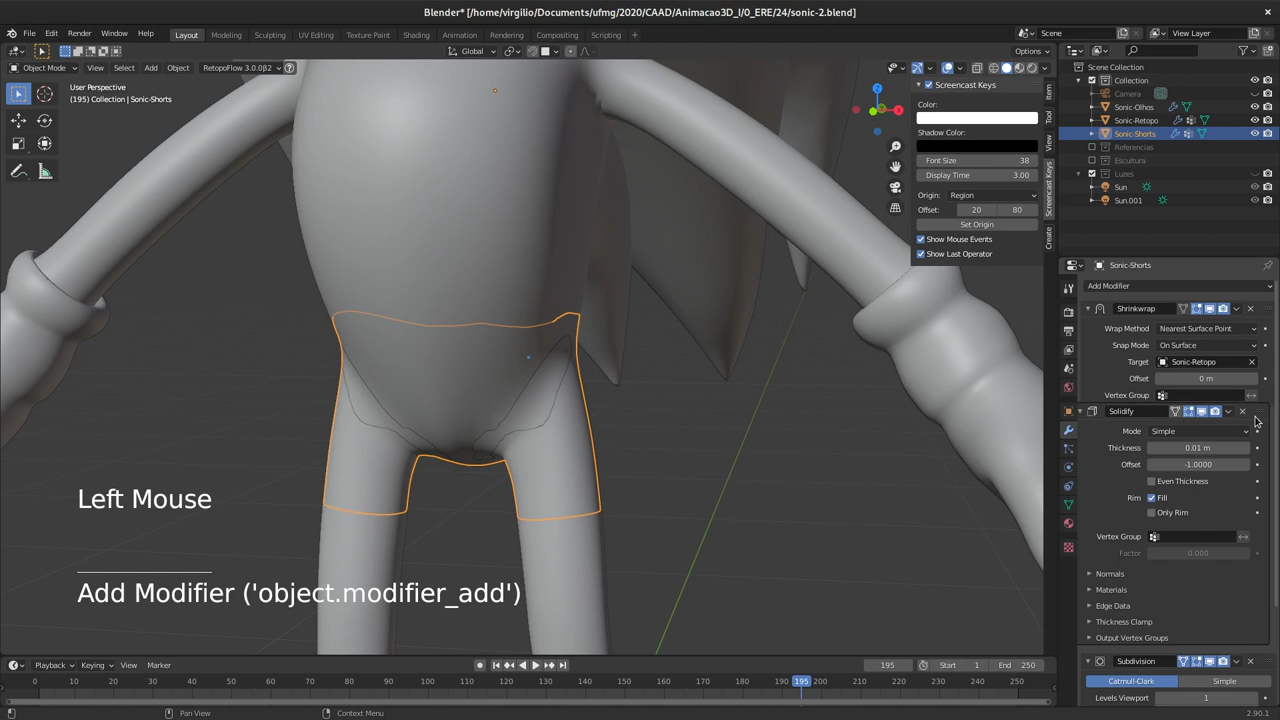 Blender* [/home/virgilio/Documents/ufmg/2020/CAAD/Animacao3D_I/0_ERE/24/sonic-2.blend]
File Edit Render Window Help Layout Modeling Sculpting UV Editing Texture Paint Shading Animation Rendering Compositing Scripting Scene View Layer
Global Options
Object Mode View Select Add Object RetopoFlow 3.0.0β2
User Perspective
(195) Collection | Sonic-Shorts
Z
X
Screencast Keys
Color:
Shadow Color:
Font Size 38
Display Time 3.00
Origin: Region
Offset: 20 80
Set Origin
Show Mouse Events
Show Last Operator
Item
Tool
View
Screencast Keys
Create
Scene Collection
Collection
Camera
Sonic-Olhos
Sonic-Retopo
Sonic-Shorts
Referencias
Escultura
Luzes
Sun
Sun.001
Sonic-Shorts
Add Modifier
Shrinkwrap
Wrap Method Nearest Surface Point
Snap Mode On Surface
Target Sonic-Retopo
Offset 0 m
Vertex Group
Solidify
Mode Simple
Thickness 0.01 m
Offset -1.0000
Even Thickness
Rim Fill
Only Rim
Vertex Group
Factor 0.000
Normals
Materials
Edge Data
Thickness Clamp
Output Vertex Groups
Subdivision
Catmull-Clark Simple
Levels Viewport 1
Left Mouse
Add Modifier ('object.modifier_add')
Playback Keying View Marker 195 Start 1 End 250
0 10 20 30 40 50 60 70 80 90 100 110 120 130 140 150 160 170 180 190 195 200 210 220 230 240 250
Pan View Context Menu 2.90.1